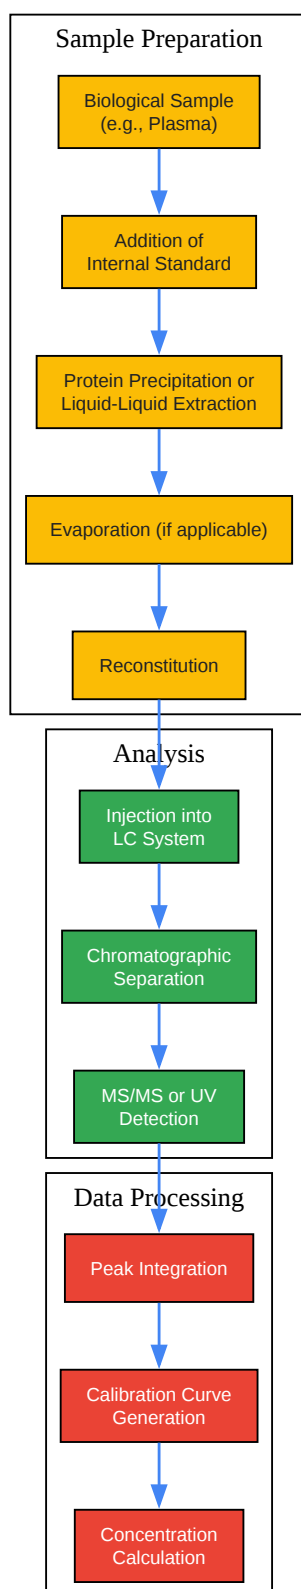 Sample Preparation
Biological Sample
(e.g., Plasma)
Addition of
Internal Standard
Protein Precipitation or
Liquid-Liquid Extraction
Evaporation (if applicable)
Reconstitution
Analysis
Injection into
LC System
Chromatographic
Separation
MS/MS or UV
Detection
Data Processing
Peak Integration
Calibration Curve
Generation
Concentration
Calculation